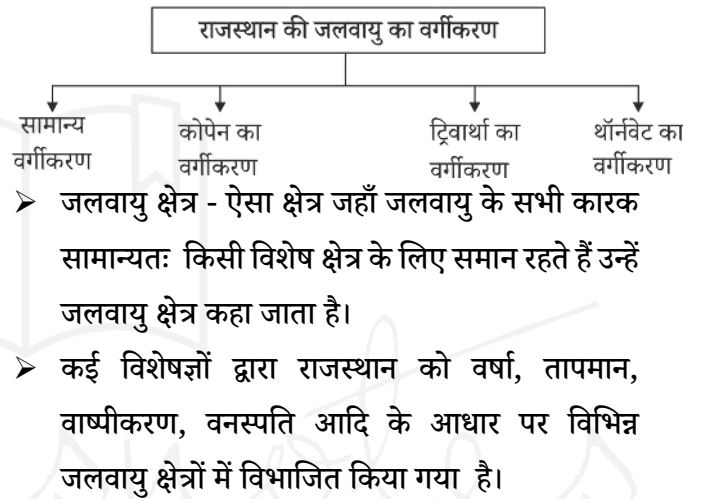 राजस्थान की जलवायु का वर्गीकरण
सामान्य
वर्गीकरण
कोपेन का
वर्गीकरण
ट्रिवार्था का
वर्गीकरण
थॉर्नवेट का
वर्गीकरण
➢ जलवायु क्षेत्र - ऐसा क्षेत्र जहाँ जलवायु के सभी कारक
सामान्यतः किसी विशेष क्षेत्र के लिए समान रहते हैं उन्हें
जलवायु क्षेत्र कहा जाता है।
➢ कई विशेषज्ञों द्वारा राजस्थान को वर्षा, तापमान,
वाष्पीकरण, वनस्पति आदि के आधार पर विभिन्न
जलवायु क्षेत्रों में विभाजित किया गया है।